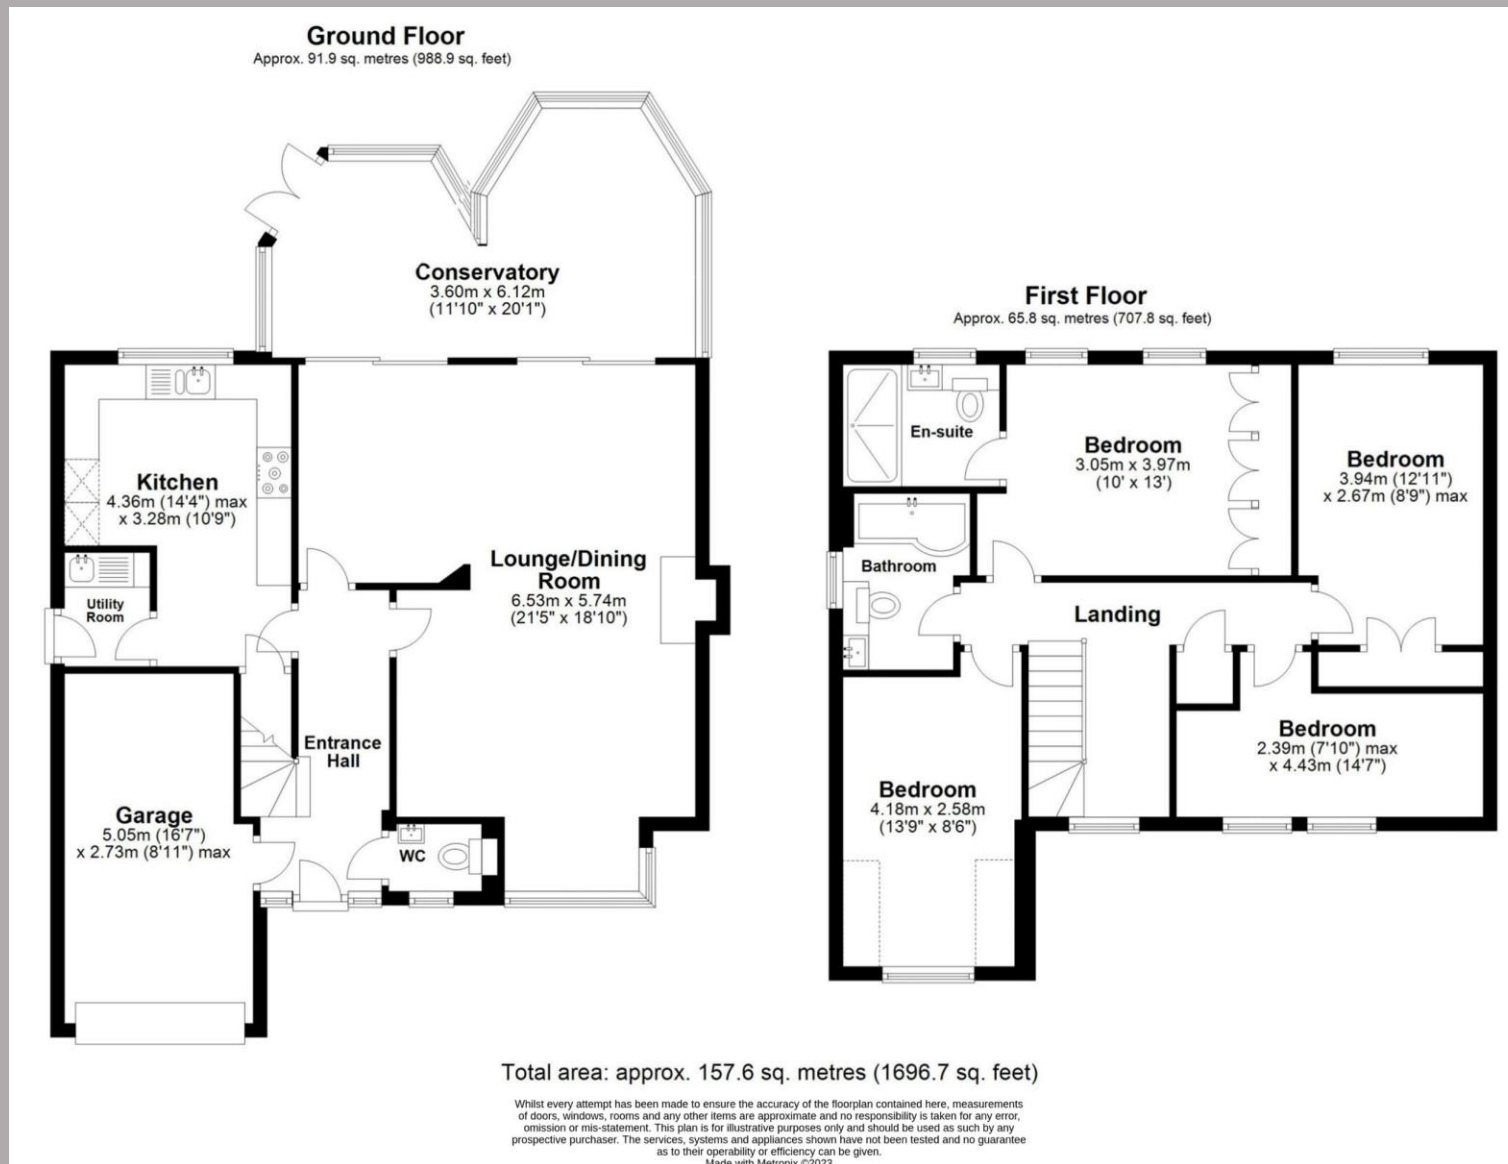 Ground Floor
Approx. 91.9 sq. metres (988.9 sq. feet)
Conservatory
3.60m x 6.12m
(11'10" x 20'1")
Kitchen
4.36m (14'4") max
x 3.28m (10'9")
Utility
Room
Lounge/Dining
Room
6.53m x 5.74m
(21'5" x 18'10")
Entrance
Hall
Garage
5.05m (16'7")
x 2.73m (8'11") max
WC
First Floor
Approx. 65.8 sq. metres (707.8 sq. feet)
En-suite
Bedroom
3.05m x 3.97m
(10' x 13')
Bedroom
3.94m (12'11")
x 2.67m (8'9") max
Bathroom
Landing
Bedroom
2.39m (7'10") max
x 4.43m (14'7")
Bedroom
4.18m x 2.58m
(13'9" x 8'6")
Total area: approx. 157.6 sq. metres (1696.7 sq. feet)
Whilst every attempt has been made to ensure the accuracy of the floorplan contained here, measurements
of doors, windows, rooms and any other items are approximate and no responsibility is taken for any error,
omission or mis-statement. This plan is for illustrative purposes only and should be used as such by any
prospective purchaser. The services, systems and appliances shown have not been tested and no guarantee
as to their operability or efficiency can be given.
Made with Metropix ©2023